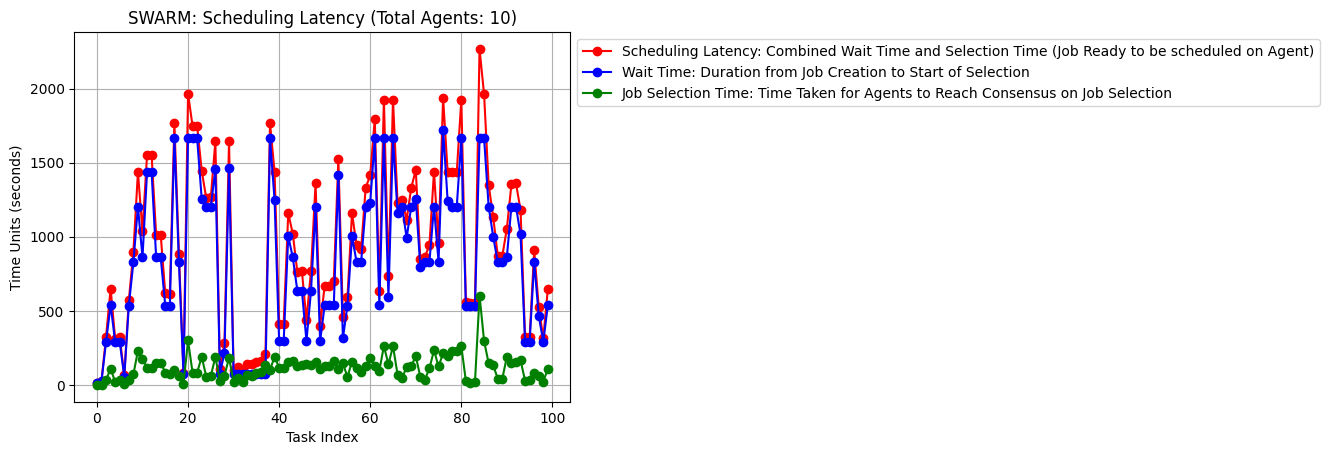 SWARM: Scheduling Latency (Total Agents: 10)
Scheduling Latency: Combined Wait Time and Selection Time (Job Ready to be scheduled on Agent)
Wait Time: Duration from Job Creation to Start of Selection
Job Selection Time: Time Taken for Agents to Reach Consensus on Job Selection
Time Units (seconds)
2000
1500
1000
500
0
0 20 40 60 80 100
Task Index